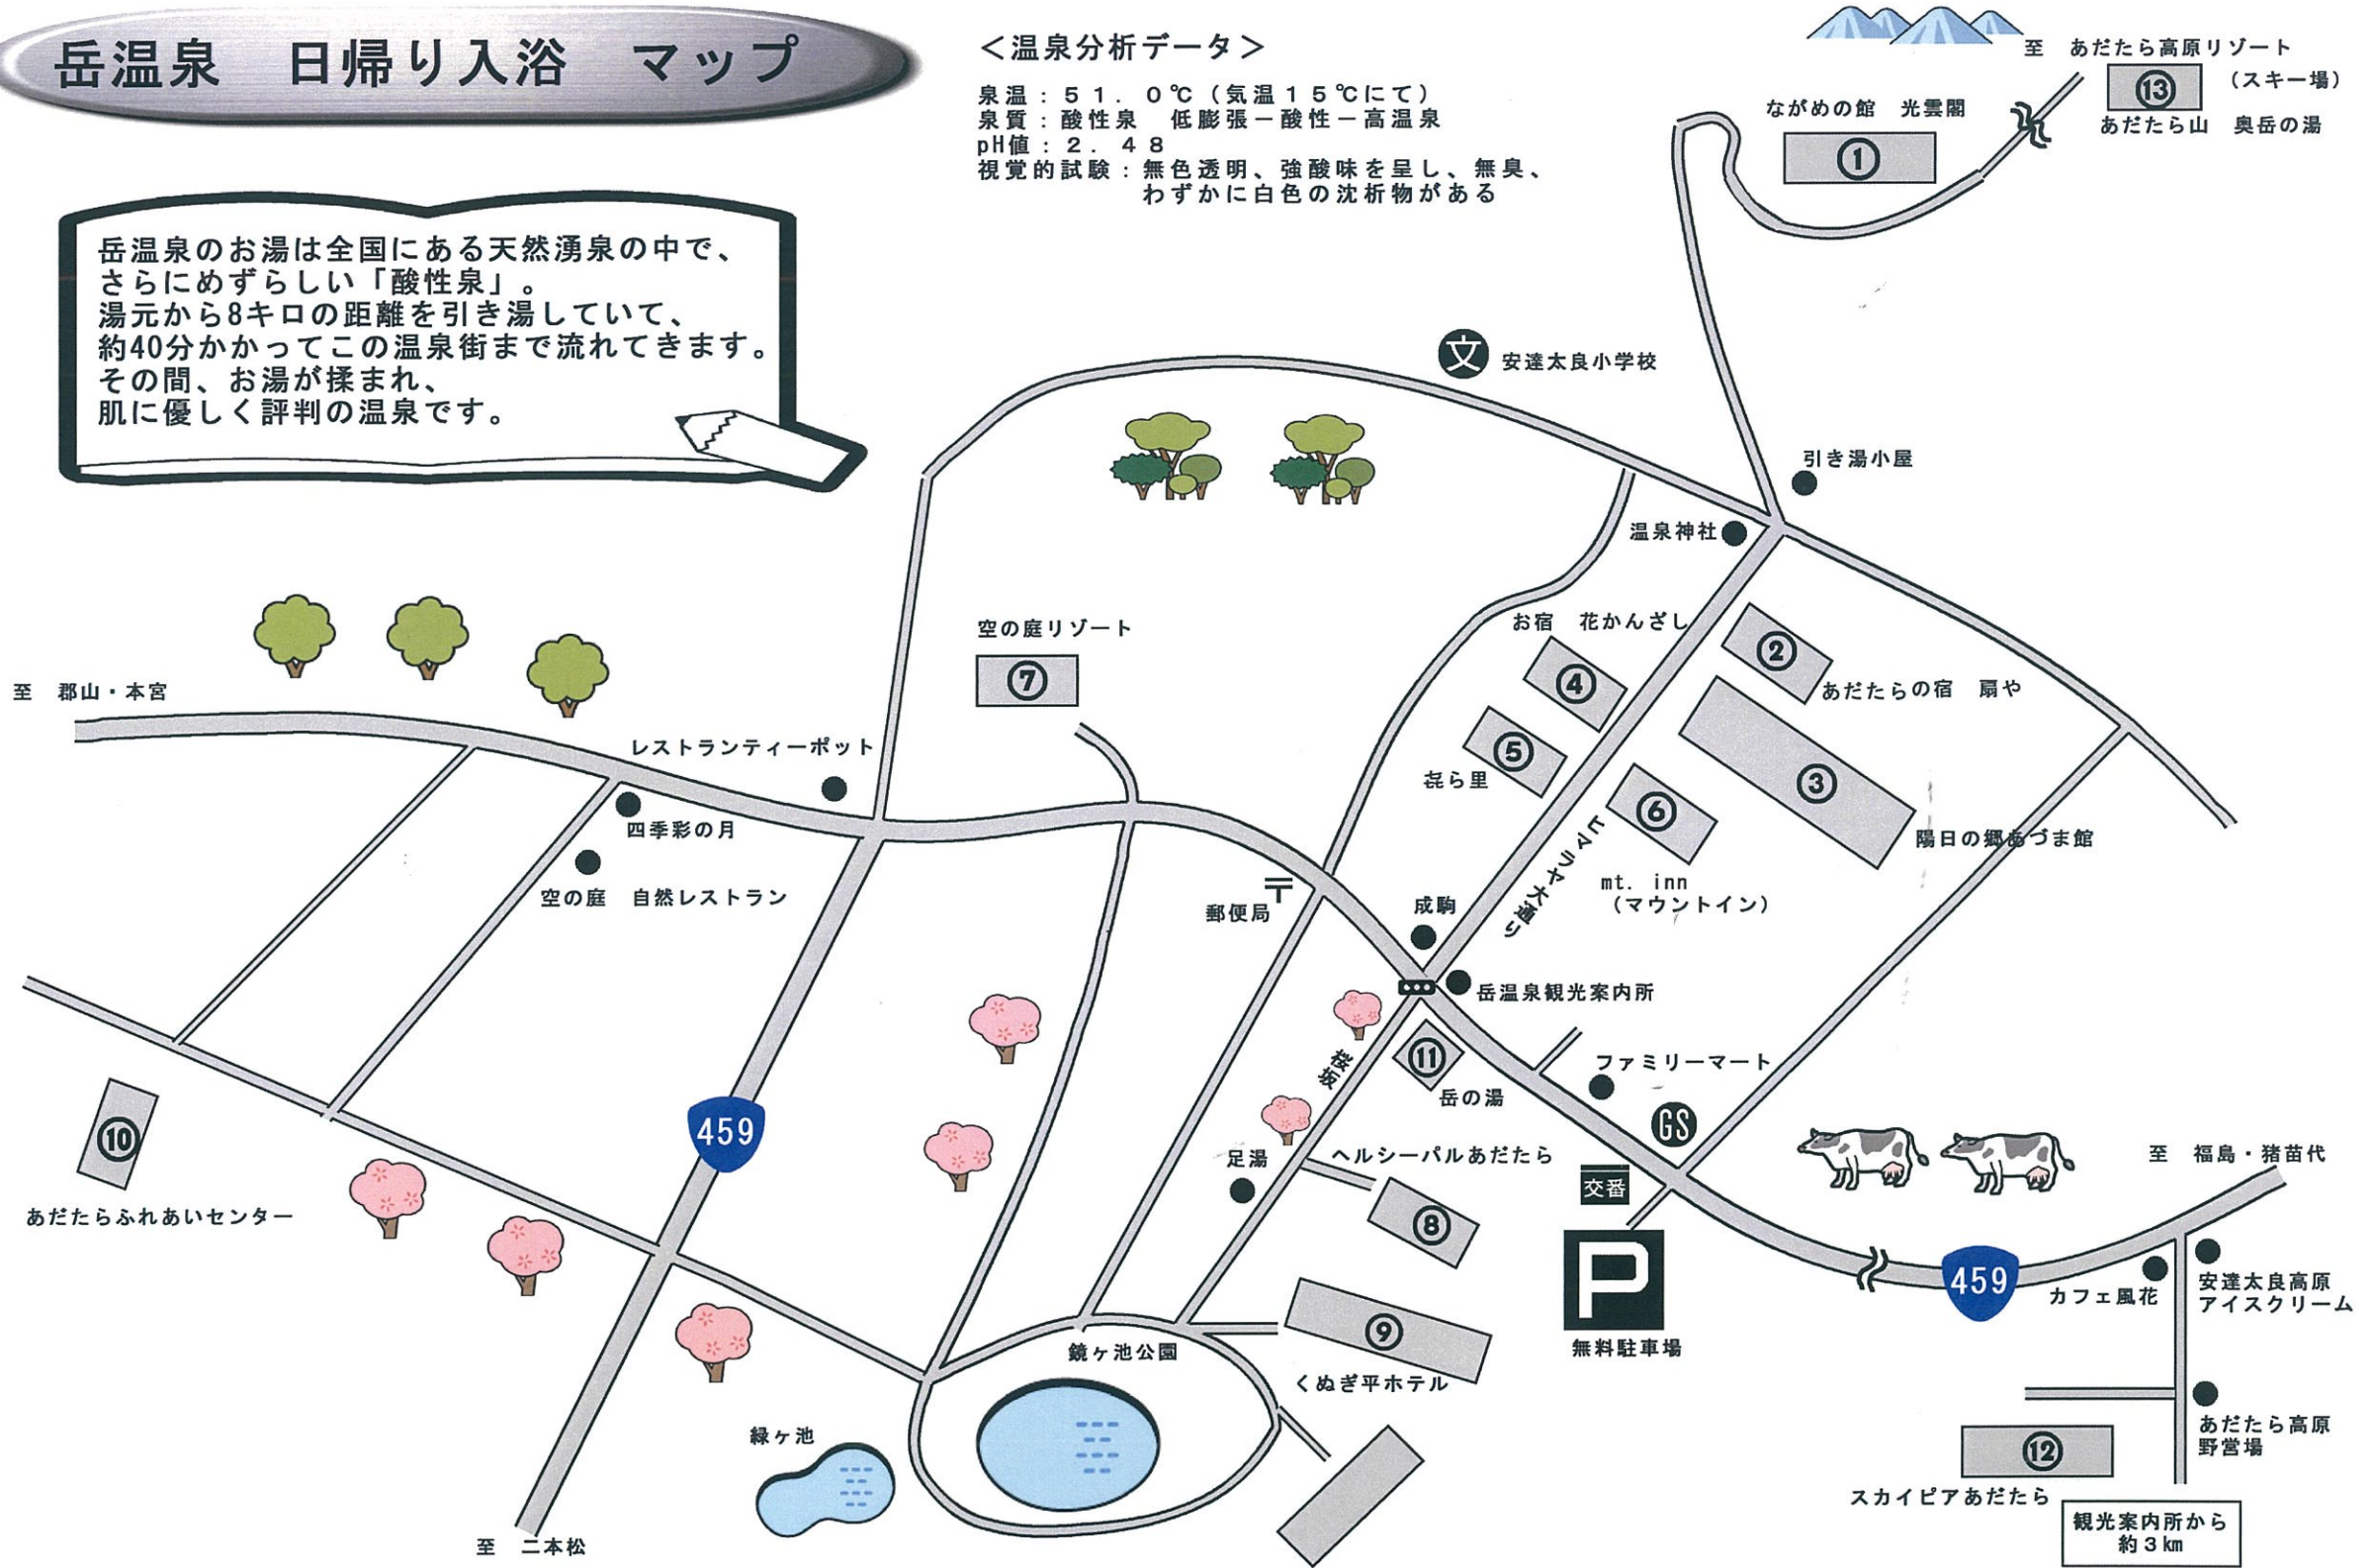 岳温泉　日帰り入浴　マップ
＜温泉分析データ＞
泉温：５１．０℃（気温１５℃にて）
泉質：酸性泉　低膨張－酸性－高温泉
pH値：２．４８
視覚的試験：無色透明、強酸味を呈し、無臭、
わずかに白色の沈析物がある
岳温泉のお湯は全国にある天然湧泉の中で、
さらにめずらしい「酸性泉」。
湯元から8キロの距離を引き湯していて、
約40分かかってこの温泉街まで流れてきます。
その間、お湯が揉まれ、
肌に優しく評判の温泉です。
至　あだたら高原リゾート
（スキー場）
⑬
あだたら山　奥岳の湯
ながめの館　光雲閣
①
文
安達太良小学校
引き湯小屋
温泉神社
お宿　花かんざし
④
②
あだたらの宿　扇や
⑤
㐂ら里
③
陽日の郷あづま館
⑥
mt. inn
（マウントイン）
ヒマラヤ大通り
空の庭リゾート
⑦
至　郡山・本宮
レストランティーポット
四季彩の月
空の庭　自然レストラン
〒
郵便局
成駒
岳温泉観光案内所
⑪
岳の湯
桜坂
ファミリーマート
GS
459
⑩
あだたらふれあいセンター
足湯
ヘルシーパルあだたら
⑧
交番
P
無料駐車場
至　福島・猪苗代
459
カフェ風花
安達太良高原
アイスクリーム
⑨
くぬぎ平ホテル
鏡ヶ池公園
緑ヶ池
至　二本松
あだたら高原
野営場
⑫
スカイピアあだたら
観光案内所から
約３㎞